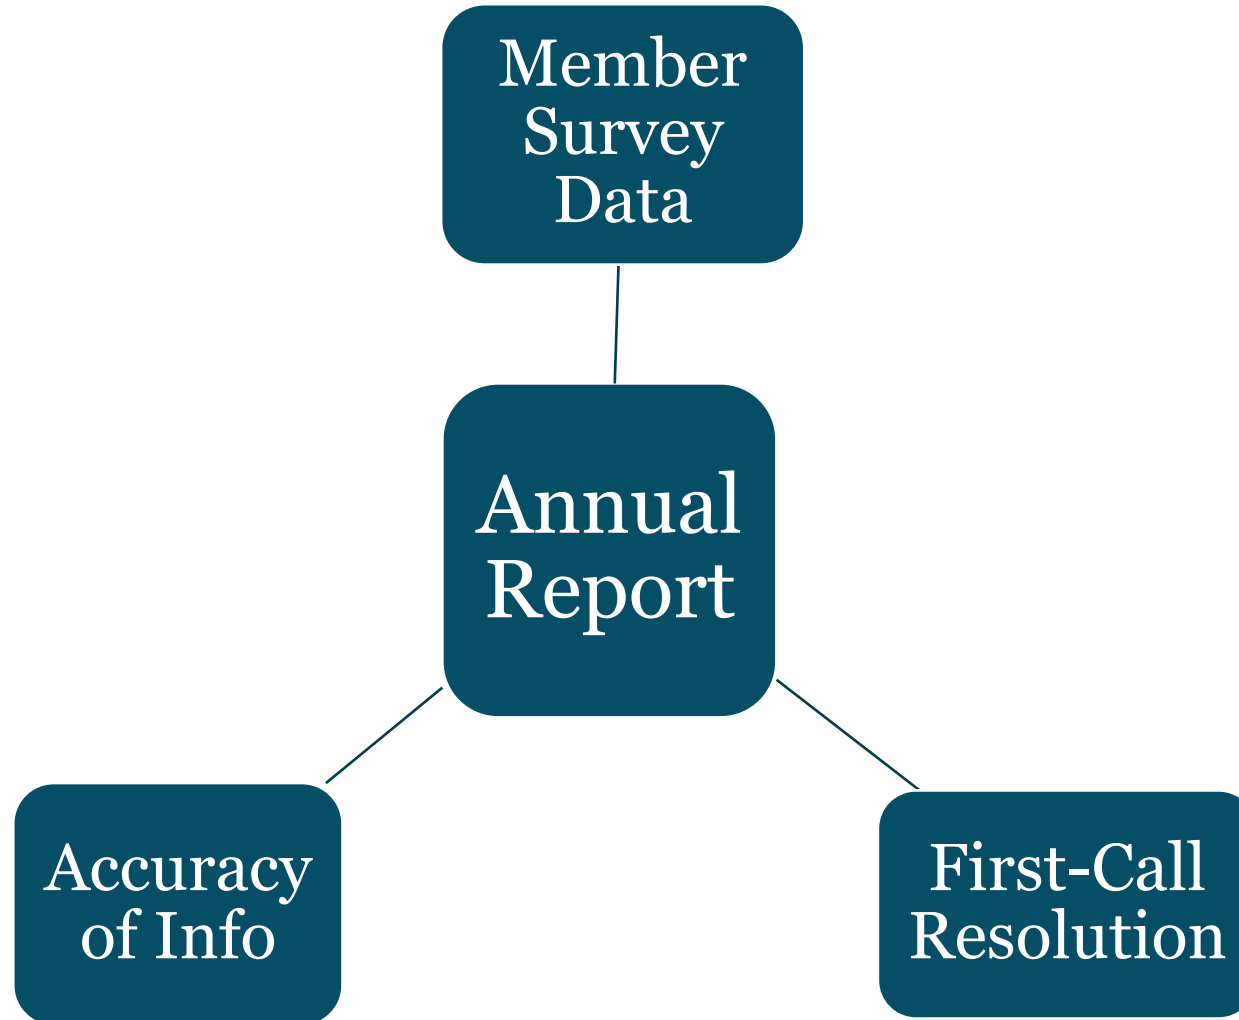 Member
Survey
Data
Annual
Report
Accuracy
of Info
First-Call
Resolution